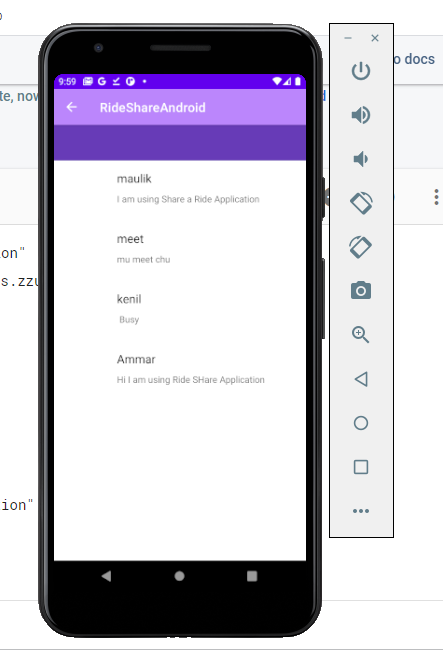 o docs
te, now
d
9:59
RideShareAndroid
maulik
I am using Share a Ride Application
meet
mu meet chu
kenil
Busy
Ammar
Hi I am using Ride SHare Application
on"
s.zzu
ion"